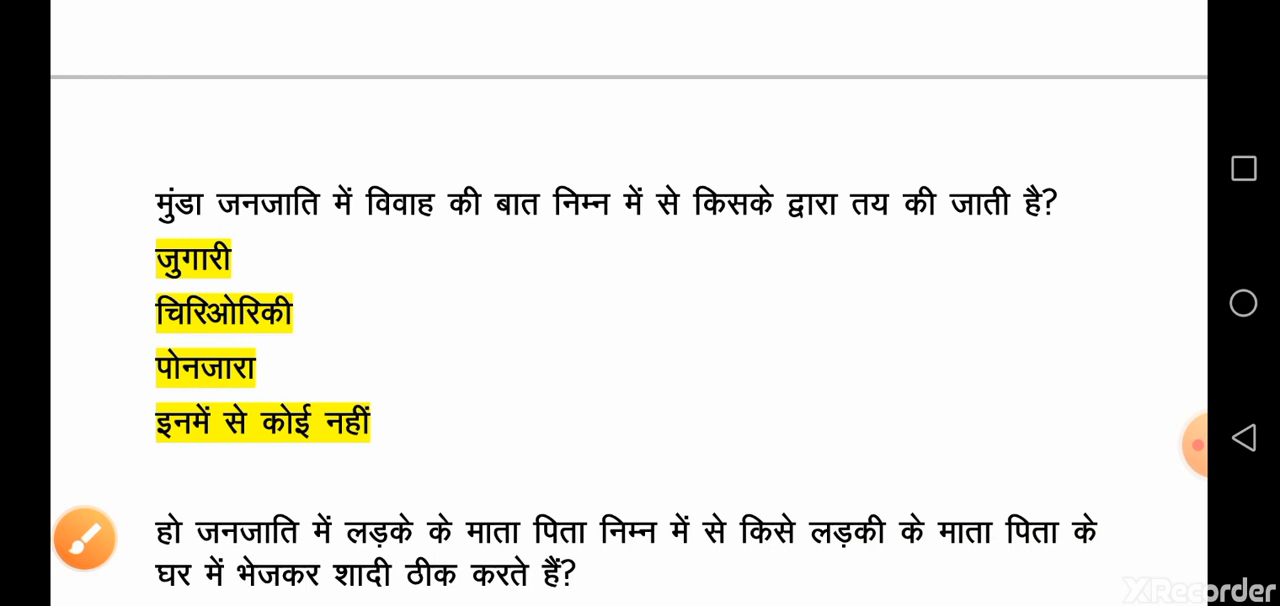 मुंडा जनजाति में विवाह की बात निम्न में से किसके द्वारा तय की जाती है?
जुगारी
चिरिओरिकी
पोनजारा
इनमें से कोई नहीं
हो जनजाति में लड़के के माता पिता निम्न में से किसे लड़की के माता पिता के
घर में भेजकर शादी ठीक करते हैं?
XRecorder